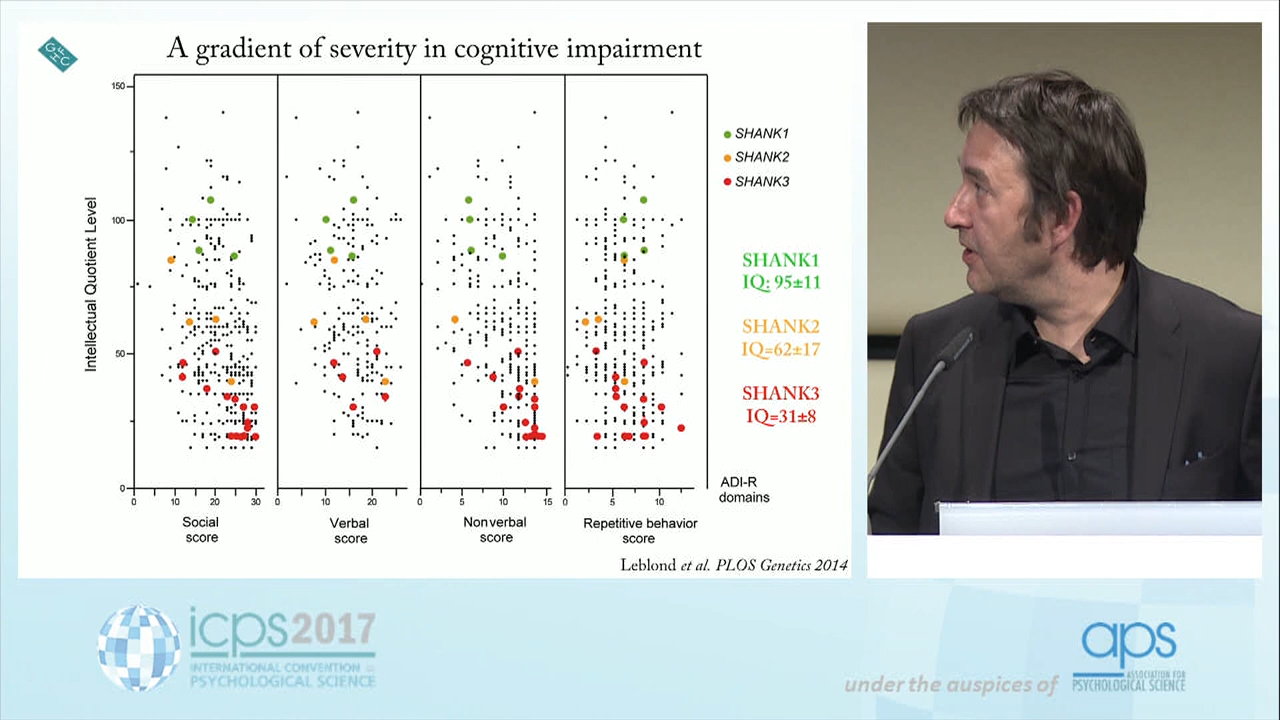 GHFC
A gradient of severity in cognitive impairment
Intellectual Quotient Level
150
100
50
0
SHANK1
SHANK2
SHANK3
SHANK1
IQ: 95±11
SHANK2
IQ=62±17
SHANK3
IQ=31±8
0 10 20 30
0 10 20
0 5 10 15
0 5 10
ADI-R
domains
Social
score
Verbal
score
Nonverbal
score
Repetitive behavior
score
Leblond et al. PLOS Genetics 2014
icps2017
INTERNATIONAL CONVENTION of
PSYCHOLOGICAL SCIENCE
under the auspices of
aps
ASSOCIATION FOR
PSYCHOLOGICAL SCIENCE